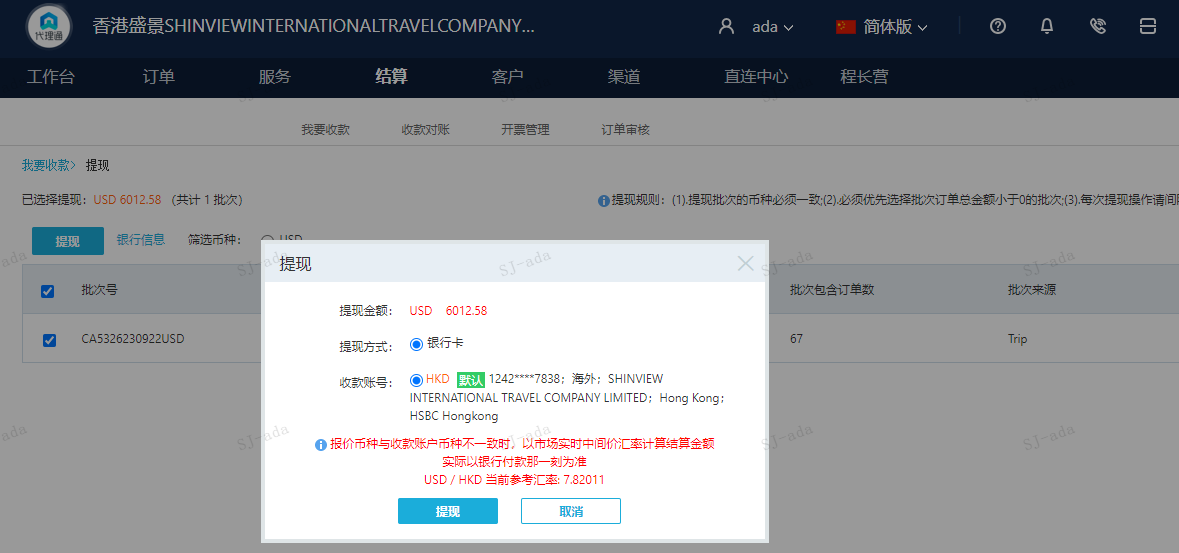 代理通
香港盛景SHINVIEWINTERNATIONALTRAVELCOMPANY...
ada
简体版
工作台 订单 服务 结算 客户 渠道 直连中心 程长营
我要收款 收款对账 开票管理 订单审核
我要收款> 提现
已选择提现: USD 6012.58 (共计 1 批次)
提现规则: (1).提现批次的币种必须一致;(2).必须优先选择批次订单总金额小于0的批次;(3).每次提现操作请间
提现 银行信息 筛选币种: USD
批次号 批次包含订单数 批次来源
CA5326230922USD 67 Trip
提现
提现金额: USD 6012.58
提现方式: 银行卡
收款账号: HKD 默认 1242****7838; 海外; SHINVIEW
INTERNATIONAL TRAVEL COMPANY LIMITED; Hong Kong;
HSBC Hongkong
报价币种与收款账户币种不一致时, 以市场实时中间价汇率计算结算金额
实际以银行付款那一刻为准
USD / HKD 当前参考汇率: 7.82011
提现 取消
SJ-ada
SJ-ada
SJ-ada
SJ-ada
SJ-ada
SJ-ada